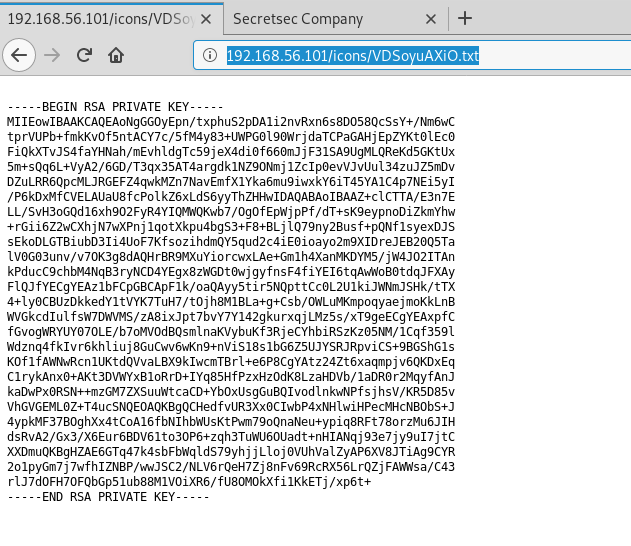 192.168.56.101/icons/VDSoy
Secretsec Company
192.168.56.101/icons/VDSoyuAXiO.txt
-----BEGIN RSA PRIVATE KEY-----
MIIEowIBAAKCAQEAoNgGGOyEpn/txphuS2pDA1i2nvRxn6s8DO58QcSsY+/Nm6wC
tprVUPb+fmkKvOf5ntACY7c/5fM4y83+UWPG0l90WrjdaTCPaGAHjEpZYKt0lEc0
FiQkXTvJS4faYHNah/mEvhldgTc59jeX4di0f660mJjF31SA9UgMLQReKd5GKtUx
5m+sQq6L+VyA2/6GD/T3qx35AT4argdk1NZ9ONmj1ZcIp0evVJvUul34zuJZ5mDv
DZuLRR6QpcMLJRGEFZ4qwkMZn7NavEmfX1Yka6mu9iwxkY6iT45YA1C4p7NEi5yI
/P6kDxMfCVELAUaU8fcPolkZ6xLdS6yyThZHHwIDAQABAoIBAAZ+clCTTA/E3n7E
LL/SvH3oGQd16xh9O2FyR4YIQMWQKwb7/OgOfEpWjpPf/dT+sK9eypnoDiZkmYhw
+rGii6Z2wCXhjN7wXPnj1qotXkpu4bgS3+F8+BLjlQ79ny2Busf+pQNf1syexDJS
sEkoDLGTBiubD3Ii4UoF7KfsozihdmQY5qud2c4iE0ioayo2m9XIDreJEB20Q5Ta
lV0G03unv/v7OK3g8dAQHrBR9MXuYiorcwxLAe+Gm1h4XanMKDYM5/jW4JO2ITAn
kPducC9chbM4NqB3ryNCD4YEgx8zWGDt0wjgyfnsF4fiYEI6tqAwWoB0tdqJFXAy
FlQJfYECgYEAz1bFCpGBCApF1k/oaQAyy5tir5NQpttCc0L2U1kiJWNmJSHk/tTX
4+ly0CBUzDkkedY1tVYK7TuH7/tOjh8M1BLa+g+Csb/OWLuMKmpoqyaejmoKkLnB
WVGkcdIulfsW7DWVMS/zA8ixJpt7bvY7Y142gkurxqjLMz5s/xT9geECgYEAxpfC
fGvogWRYUY07OLE/b7oMVOdBQsmlnaKVybuKf3RjeCYhbiRSzKz05NM/1Cqf359l
Wdznq4fkIvr6khliuj8GuCwv6wKn9+nViS18s1bG6Z5UJYSRJRpviCS+9BGShG1s
KOf1fAWNwRcn1UKtdQVvaLBX9kIwcmTBrl+e6P8CgYAtz24Zt6xaqmpjv6QKDxEq
C1rykAnx0+AKt3DVWYxB1oRrD+IYq85HfPzxHzOdK8LzaHDVb/1aDR0r2MqyfAnJ
kaDwPx0RSN++mzGM7ZXSuuWtcaCD+YbOxUsgGuBQIvodlnkwNPfsjhsV/KR5D85v
VhGVGEML0Z+T4ucSNQEOAQKBgQCHedfvUR3Xx0CIwbP4xNHlwiHPecMHcNBObS+J
4ypkMF37BOghXx4tCoA16fbNIhbWUsKtPwm79oQnaNeu+ypiq8RFt78orzMu6JIH
dsRvA2/Gx3/X6Eur6BDV61to3OP6+zqh3TuWU6OUadt+nHIANqj93e7jy9uI7jtC
XXDmuQKBgHZAE6GTq47k4sbFbWqldS79yhjjLloj0VUhValZyAP6XV8JTiAg9CYR
2o1pyGm7j7wfhIZNBP/wwJSC2/NLV6rQeH7Zj8nFv69RcRX56LrQZjFAWWsa/C43
rlJ7dOFH7OFQbGp51ub88M1VOiXR6/fU8OMOkXfi1KkETj/xp6t+
-----END RSA PRIVATE KEY-----